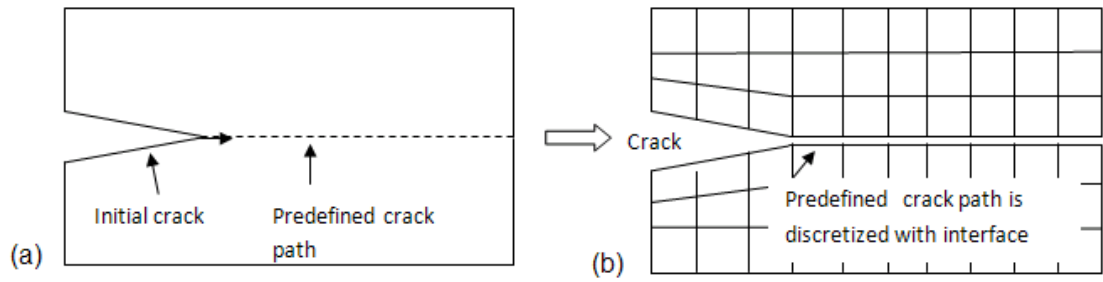 Initial crack
Predefined crack
path
(a)
Crack
Predefined crack path is
discretized with interface
(b)